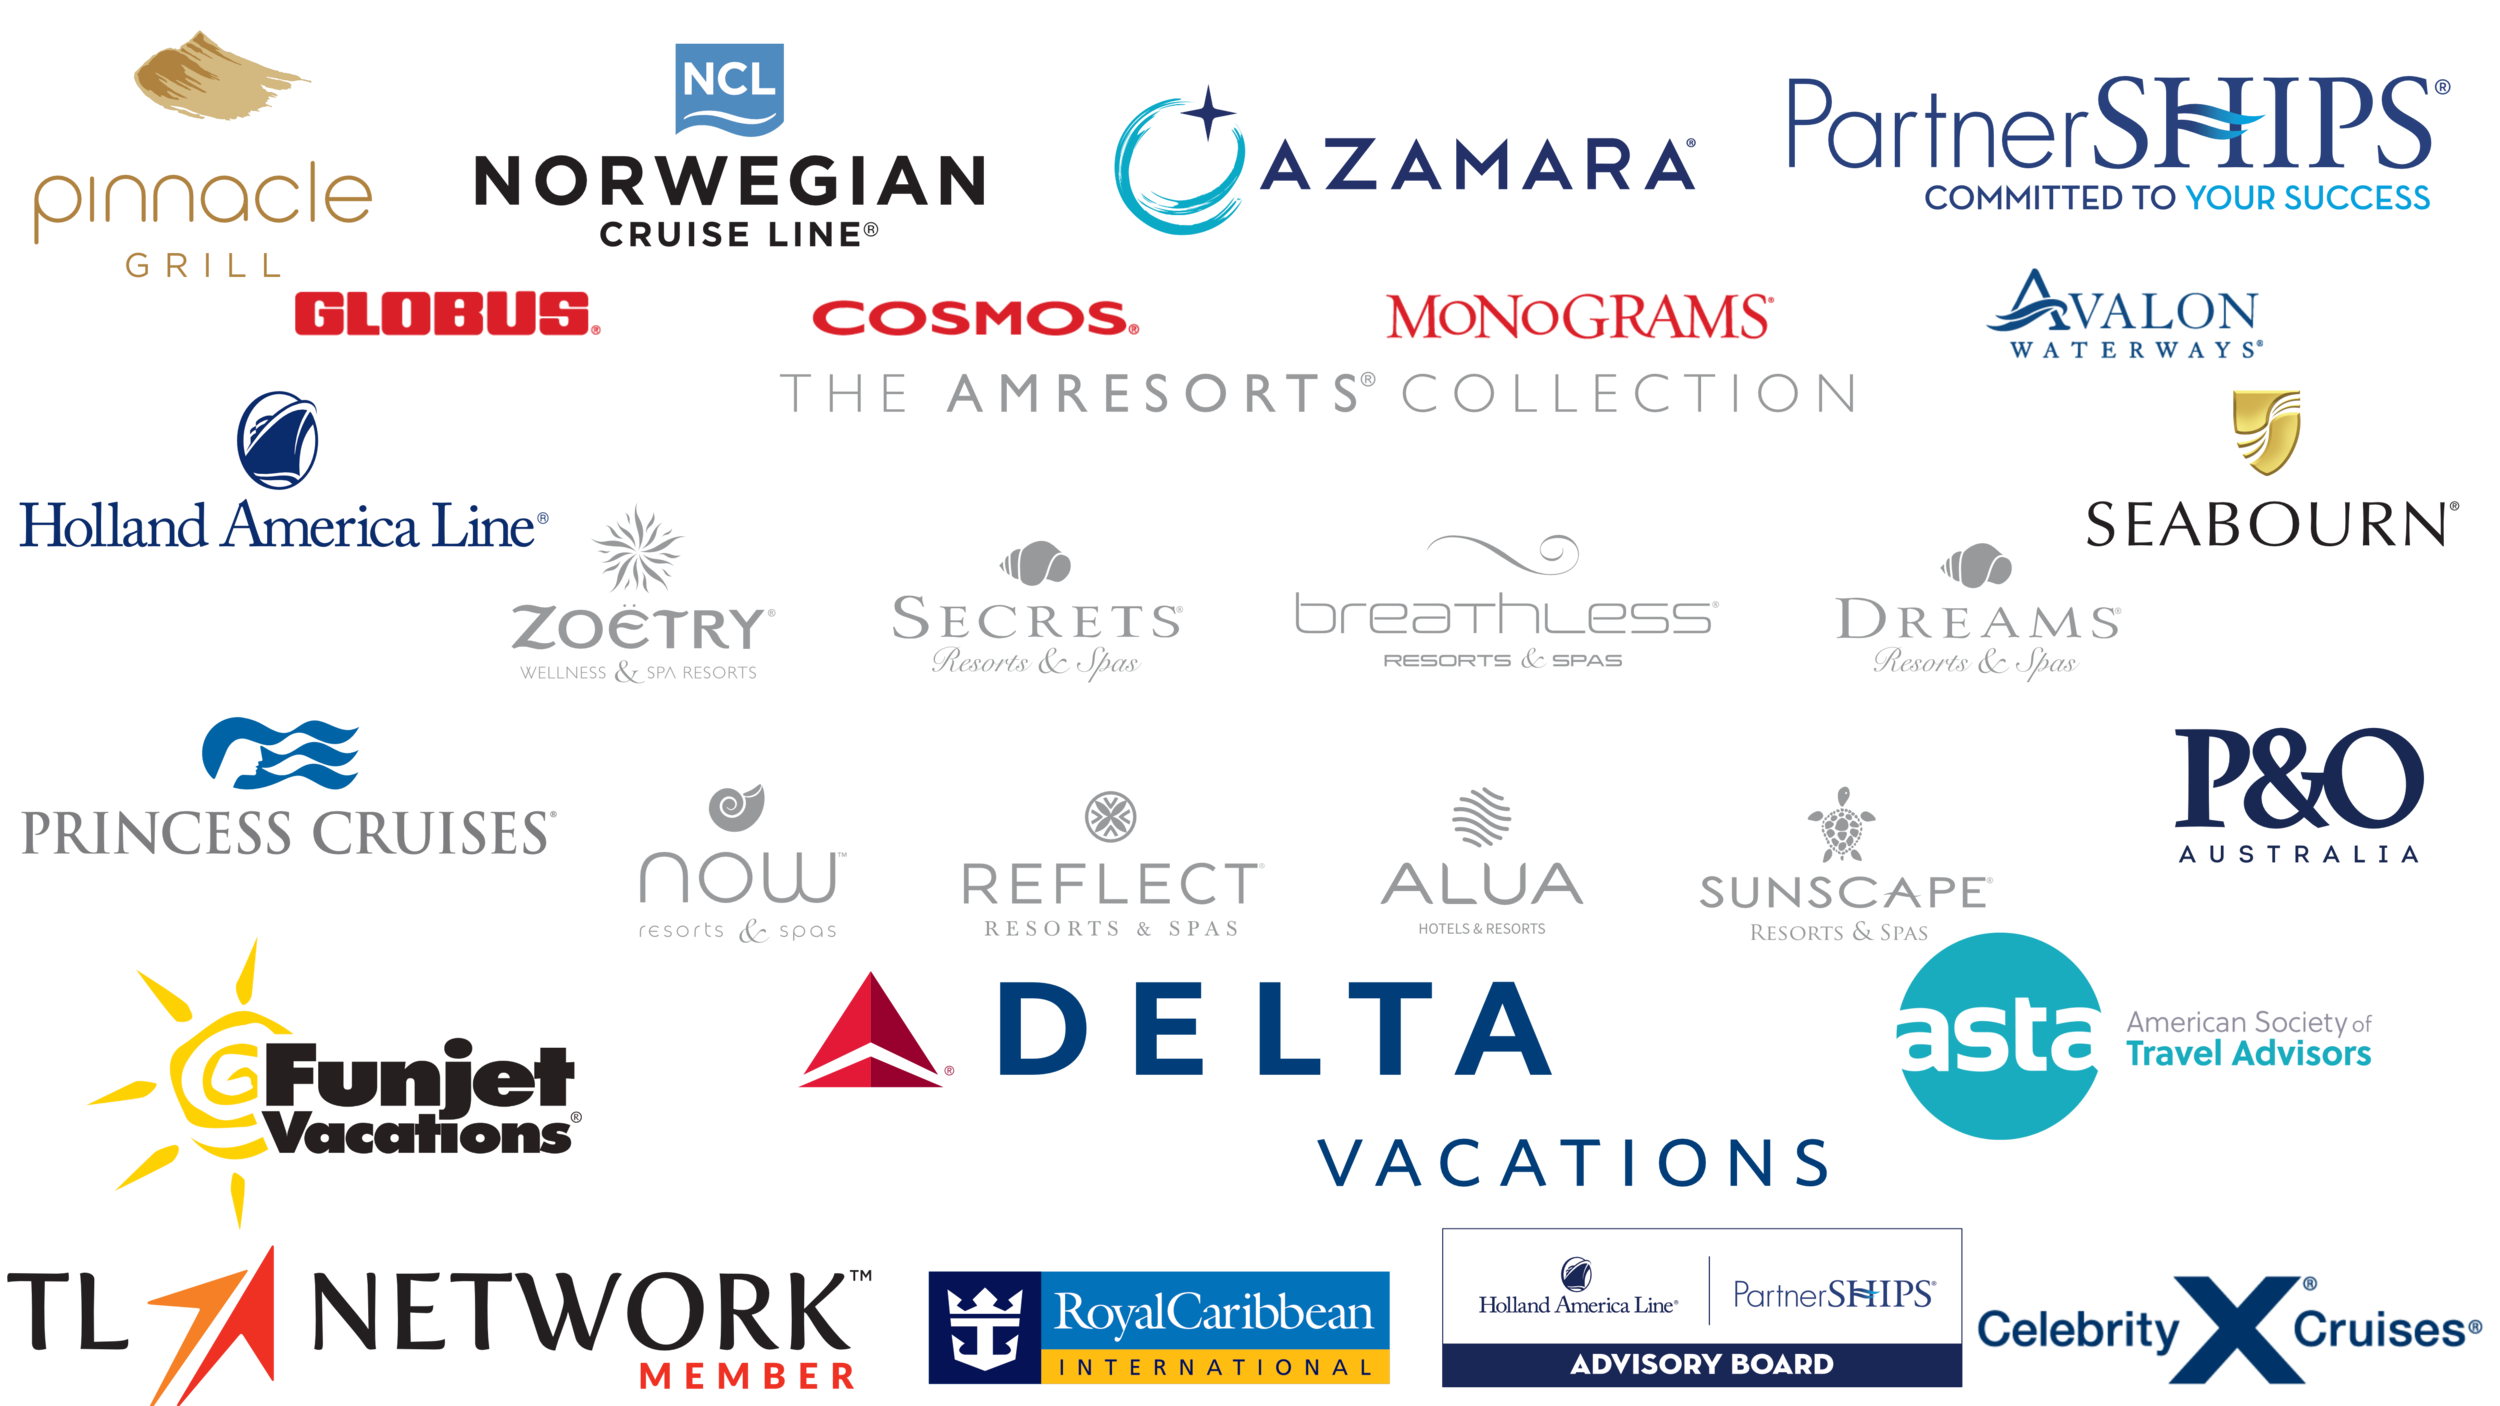 NCL
pinnacle
GRILL
NORWEGIAN
CRUISE LINE®
AZAMARA®
PartnerSHIPS®
COMMITTED TO YOUR SUCCESS
GLOBUS®
COSMOS®
MONOGRAMS®
AVALON
WATERWAYS®
THE AMRESORTS® COLLECTION
Holland America Line®
SEABOURN®
ZOËTRY®
WELLNESS & SPA RESORTS
SECRETS®
Resorts & Spas
breathless®
RESORTS & SPAS
DREAMS®
Resorts & Spas
PRINCESS CRUISES®
P&O
AUSTRALIA
now™
resorts & spas
REFLECT®
RESORTS & SPAS
ALUA
HOTELS & RESORTS
SUNSCAPE®
RESORTS & SPAS
Funjet
Vacations®
® DELTA
VACATIONS
asta
American Society of
Travel Advisors
TL NETWORK™
MEMBER
RoyalCaribbean
INTERNATIONAL
Holland America Line®
PartnerSHIPS®
ADVISORY BOARD
Celebrity X® Cruises®